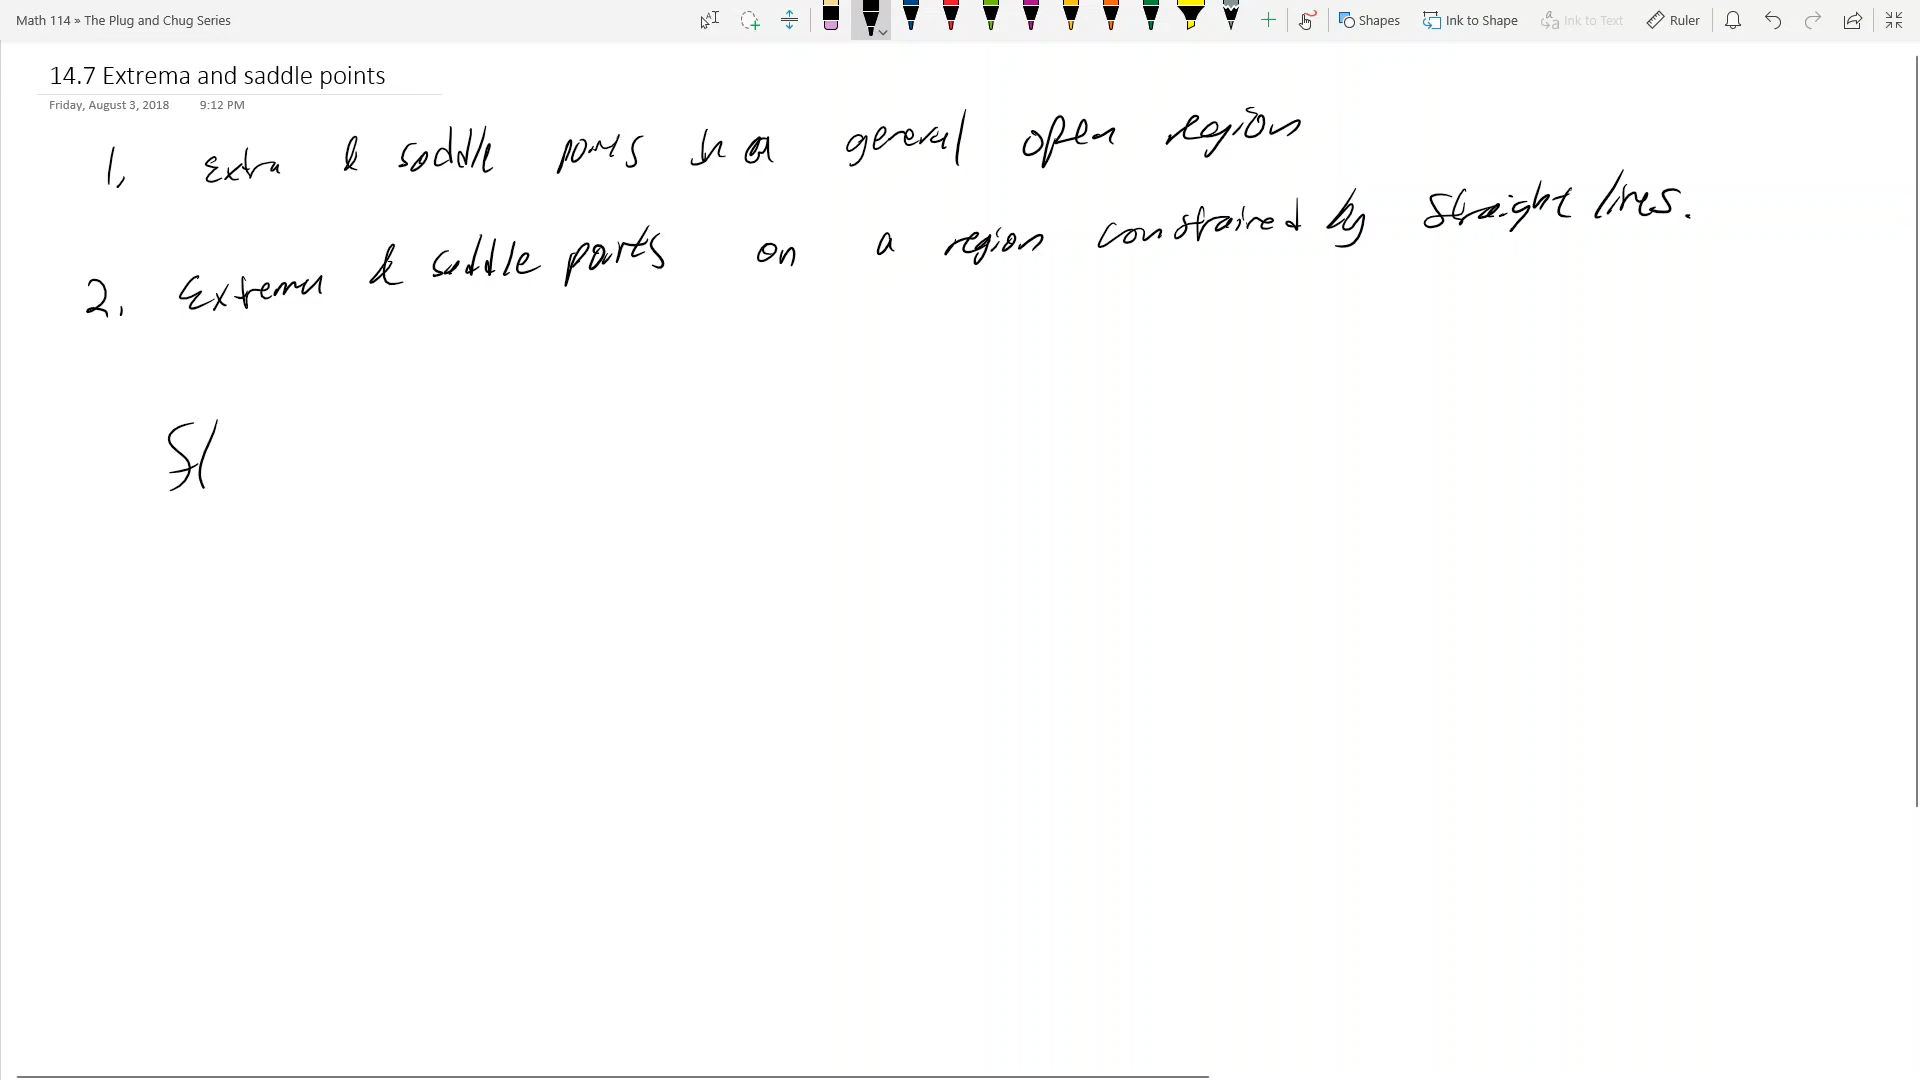 Math 114 » The Plug and Chug Series
Shapes
Ink to Shape
Ink to Text
Ruler
14.7 Extrema and saddle points
Friday, August 3, 2018 9:12 PM
1. Extra & saddle points in a general open region
2. Extrema & saddle points on a region constrained by straight lines.
f(